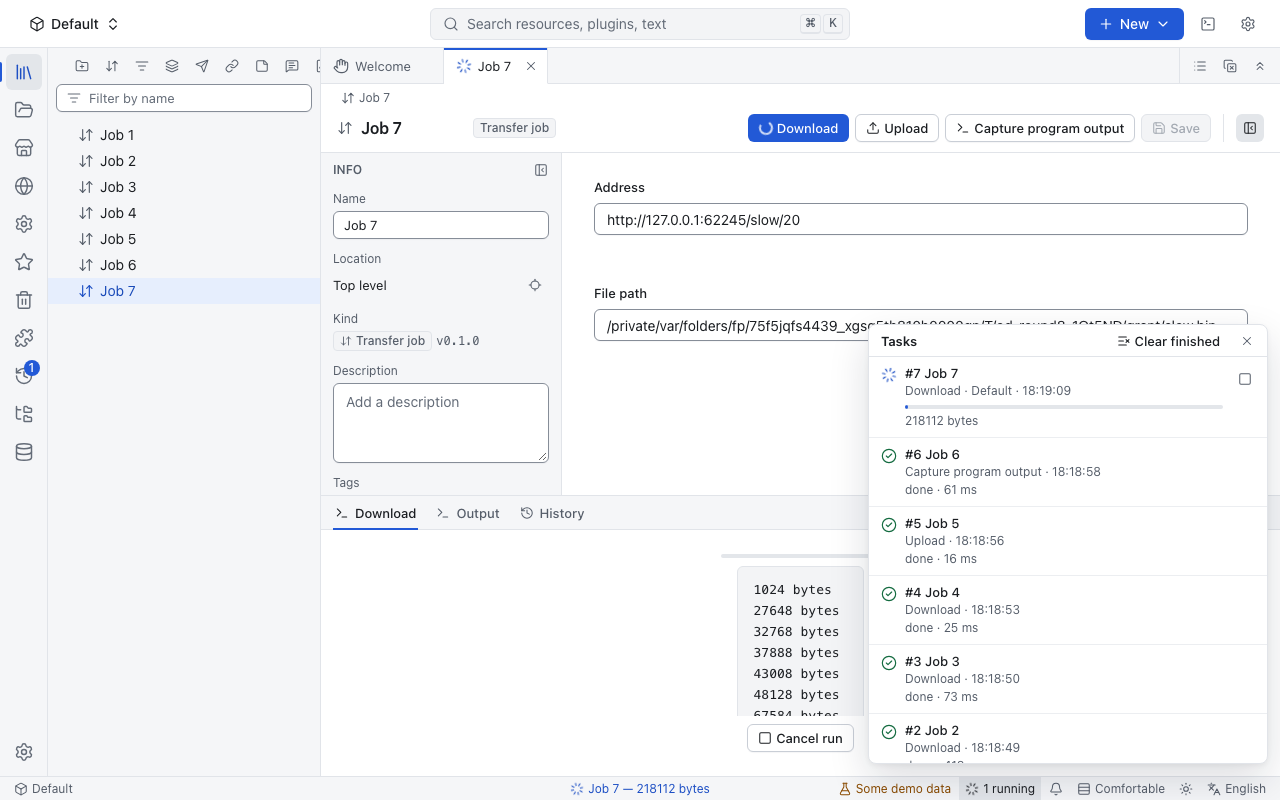 Default
Search resources, plugins, text
⌘ K
New
Welcome
Job 7
Filter by name
Job 1
Job 2
Job 3
Job 4
Job 5
Job 6
Job 7
1
Job 7
Job 7
Transfer job
Download
Upload
Capture program output
Save
INFO
Name
Job 7
Location
Top level
Kind
Transfer job v0.1.0
Description
Add a description
Tags
Address
http://127.0.0.1:62245/slow/20
File path
Tasks
Clear finished
#7 Job 7
Download · Default · 18:19:09
218112 bytes
#6 Job 6
Capture program output · 18:18:58
done · 61 ms
#5 Job 5
Upload · 18:18:56
done · 16 ms
#4 Job 4
Download · 18:18:53
done · 25 ms
#3 Job 3
Download · 18:18:50
done · 73 ms
#2 Job 2
Download · 18:18:49
Download
Output
History
1024 bytes
27648 bytes
32768 bytes
37888 bytes
43008 bytes
48128 bytes
67584 bytes
Cancel run
Default
Job 7 — 218112 bytes
Some demo data
1 running
Comfortable
English